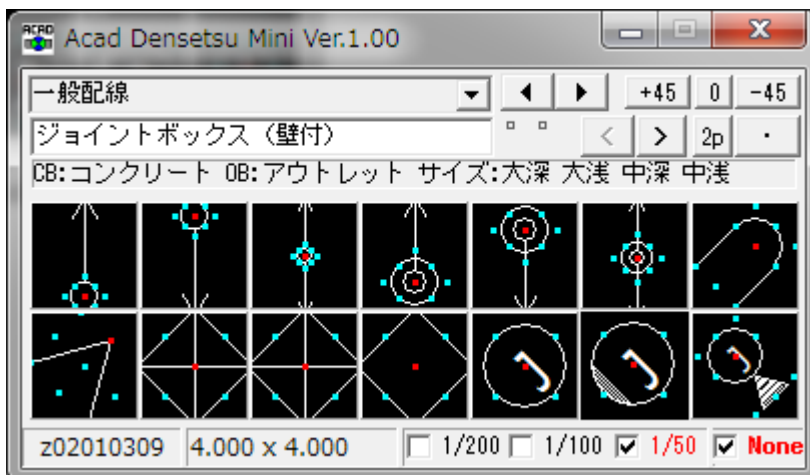 ACAD Acad Densetsu Mini Ver.1.00
一般配線 +45 0 -45
ジョイントボックス（壁付） < > 2p ・
CB:コンクリート OB:アウトレット サイズ:大深 大浅 中深 中浅
J J J
z02010309 4.000 x 4.000 1/200 1/100 1/50 None